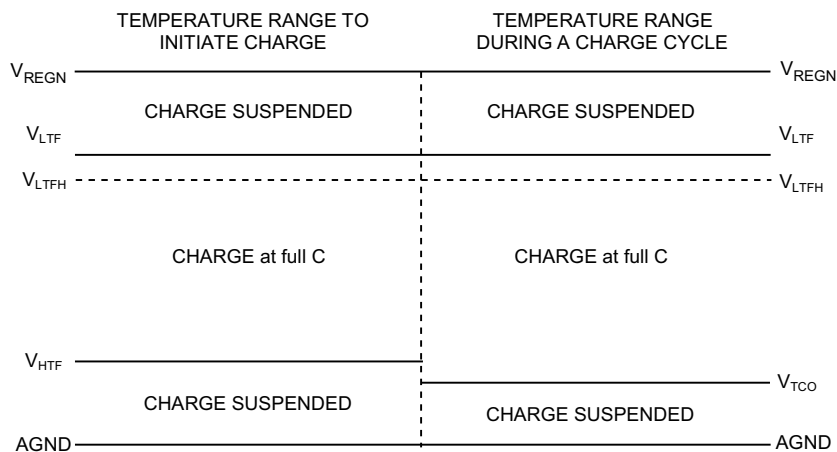 TEMPERATURE RANGE TO
INITIATE CHARGE
TEMPERATURE RANGE
DURING A CHARGE CYCLE
VREGN
VREGN
CHARGE SUSPENDED
CHARGE SUSPENDED
VLTF
VLTF
VLTFH
VLTFH
CHARGE at full C
CHARGE at full C
VHTF
VTCO
CHARGE SUSPENDED
CHARGE SUSPENDED
AGND
AGND